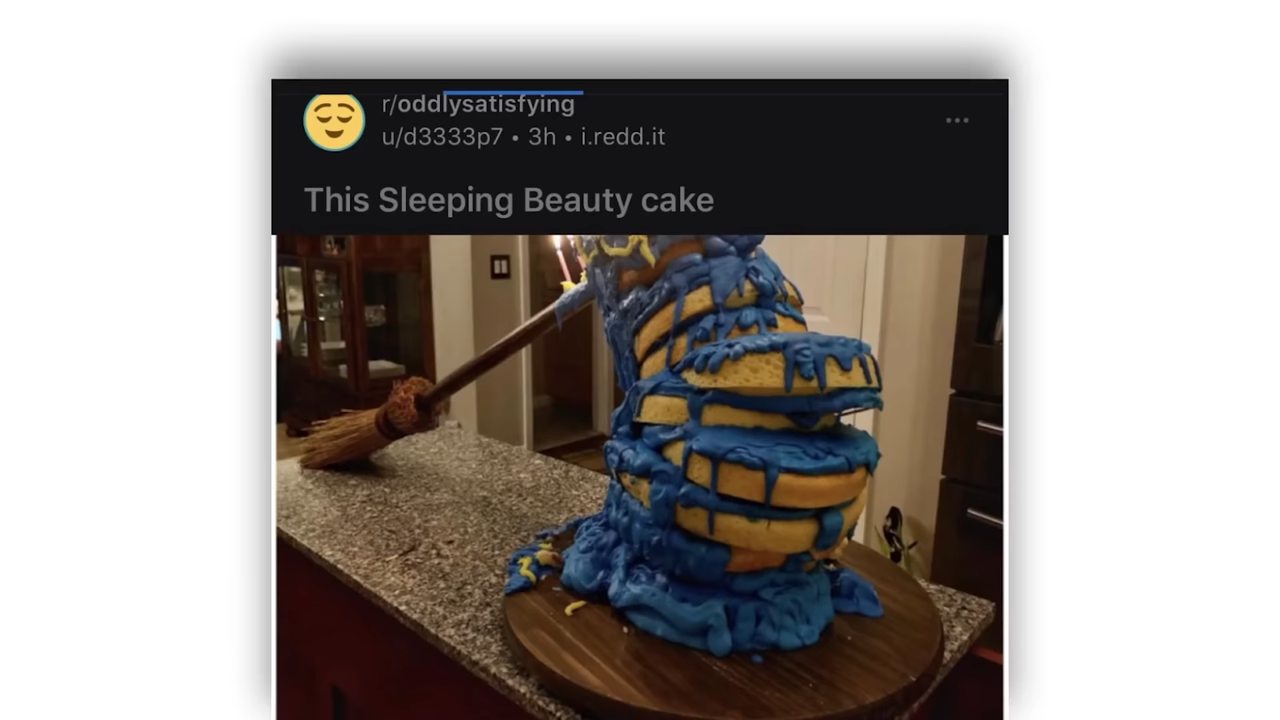 r/oddlysatisfying
u/d3333p7 • 3h • i.redd.it
This Sleeping Beauty cake